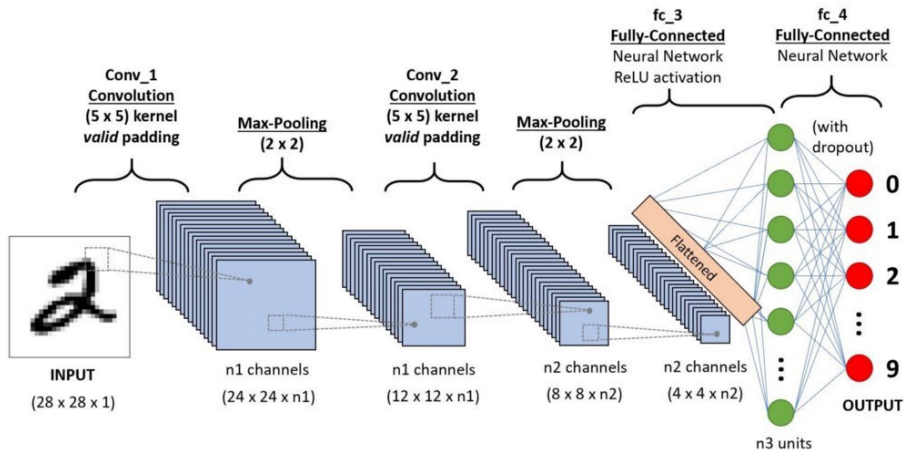 Conv_1
Convolution
(5 x 5) kernel
valid padding
Max-Pooling
(2 x 2)
Conv_2
Convolution
(5 x 5) kernel
valid padding
Max-Pooling
(2 x 2)
fc_3
Fully-Connected
Neural Network
ReLU activation
fc_4
Fully-Connected
Neural Network
(with
dropout)
Flattened
0
1
2
9
OUTPUT
2
INPUT
(28 x 28 x 1)
n1 channels
(24 x 24 x n1)
n1 channels
(12 x 12 x n1)
n2 channels
(8 x 8 x n2)
n2 channels
(4 x 4 x n2)
n3 units